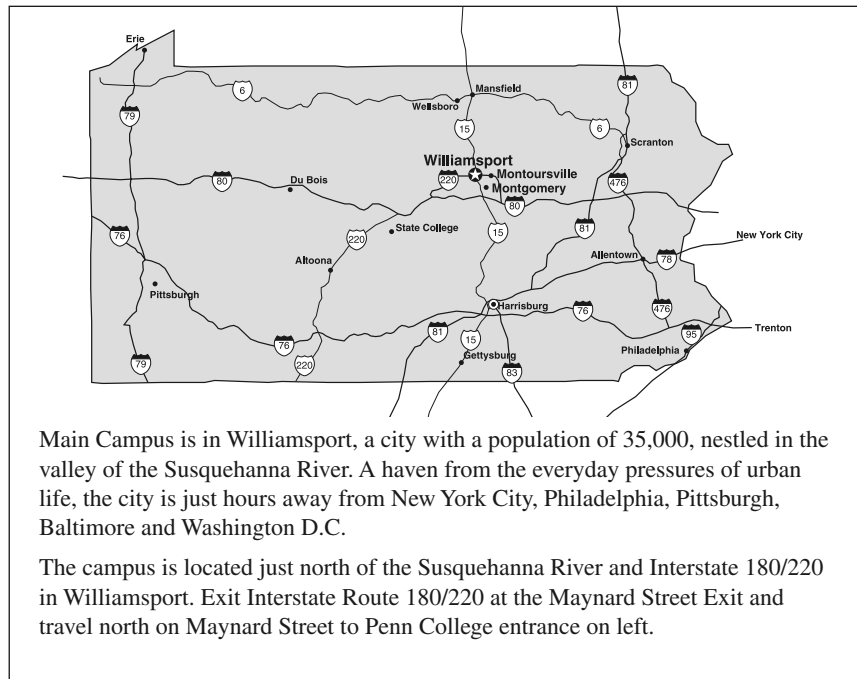 Erie
6
81
Mansfield
Wellsboro
79
15
6
Scranton
Williamsport
Montoursville
220
80
Du Bois
476
Montgomery
80
76
State College
15
81
New York City
220
Allentown
78
Altoona
Pittsburgh
Harrisburg
76
476
Trenton
81
95
15
76
Philadelphia
Gettysburg
79
220
83
Main Campus is in Williamsport, a city with a population of 35,000, nestled in the
valley of the Susquehanna River. A haven from the everyday pressures of urban
life, the city is just hours away from New York City, Philadelphia, Pittsburgh,
Baltimore and Washington D.C.
The campus is located just north of the Susquehanna River and Interstate 180/220
in Williamsport. Exit Interstate Route 180/220 at the Maynard Street Exit and
travel north on Maynard Street to Penn College entrance on left.